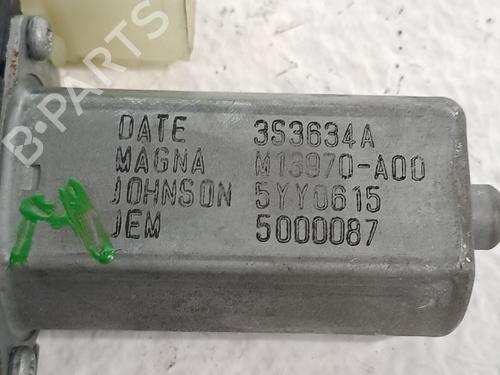 B-PARTS
DATE 3S3634A
MAGNA M13970-A00
JOHNSON 5YY0615
JEM 5000087